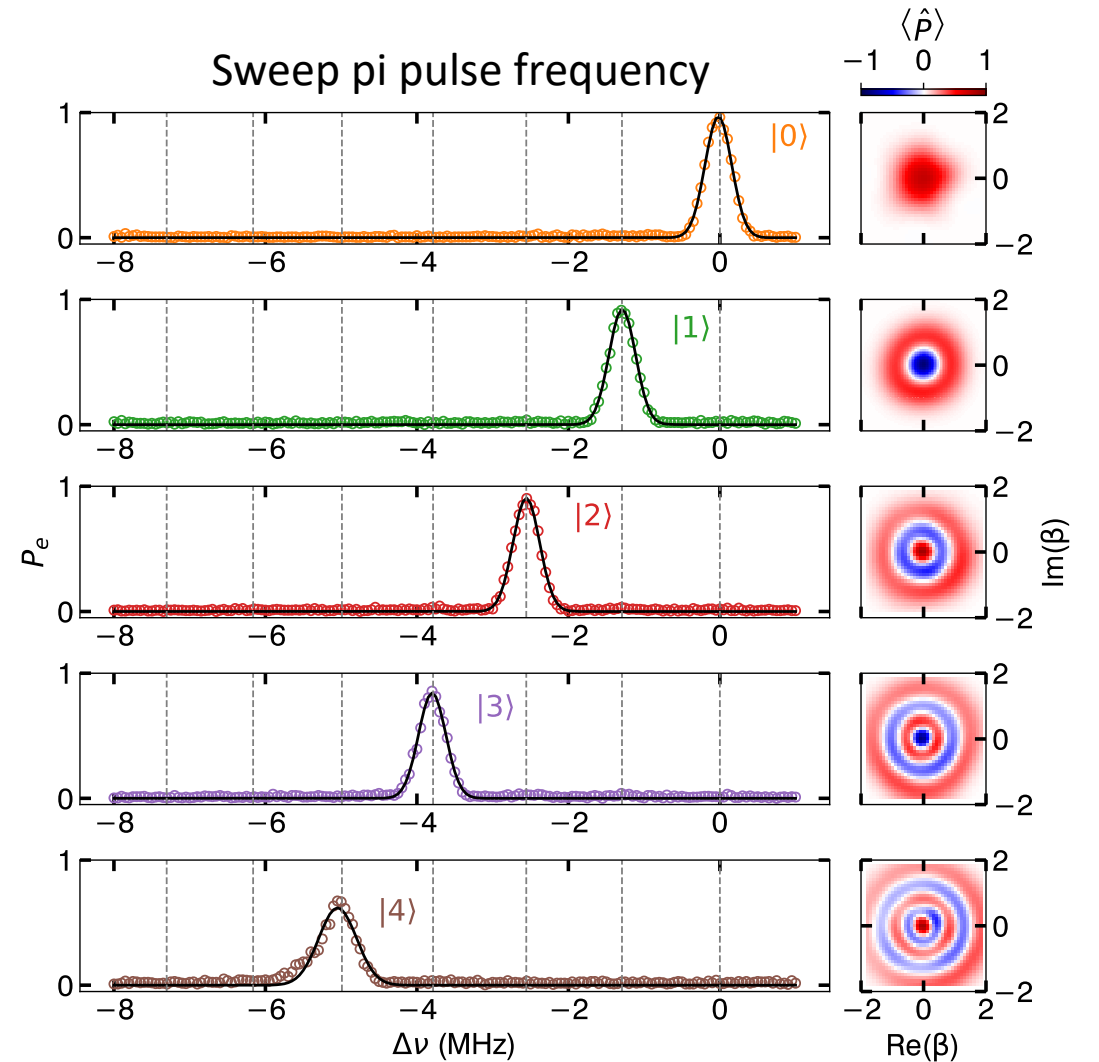 ⟨P̂⟩
Sweep pi pulse frequency
−1 0 1
1 |0⟩ 2
0
0 −2
−8 −6 −4 −2 0
1 |1⟩ 2
0
0 −2
−8 −6 −4 −2 0
1 |2⟩ 2
P_e 0 Im(β)
0 −2
−8 −6 −4 −2 0
1 |3⟩ 2
0
0 −2
−8 −6 −4 −2 0
1 |4⟩ 2
0
0 −2
−8 −6 −4 −2 0 −2 0 2
Δν (MHz) Re(β)